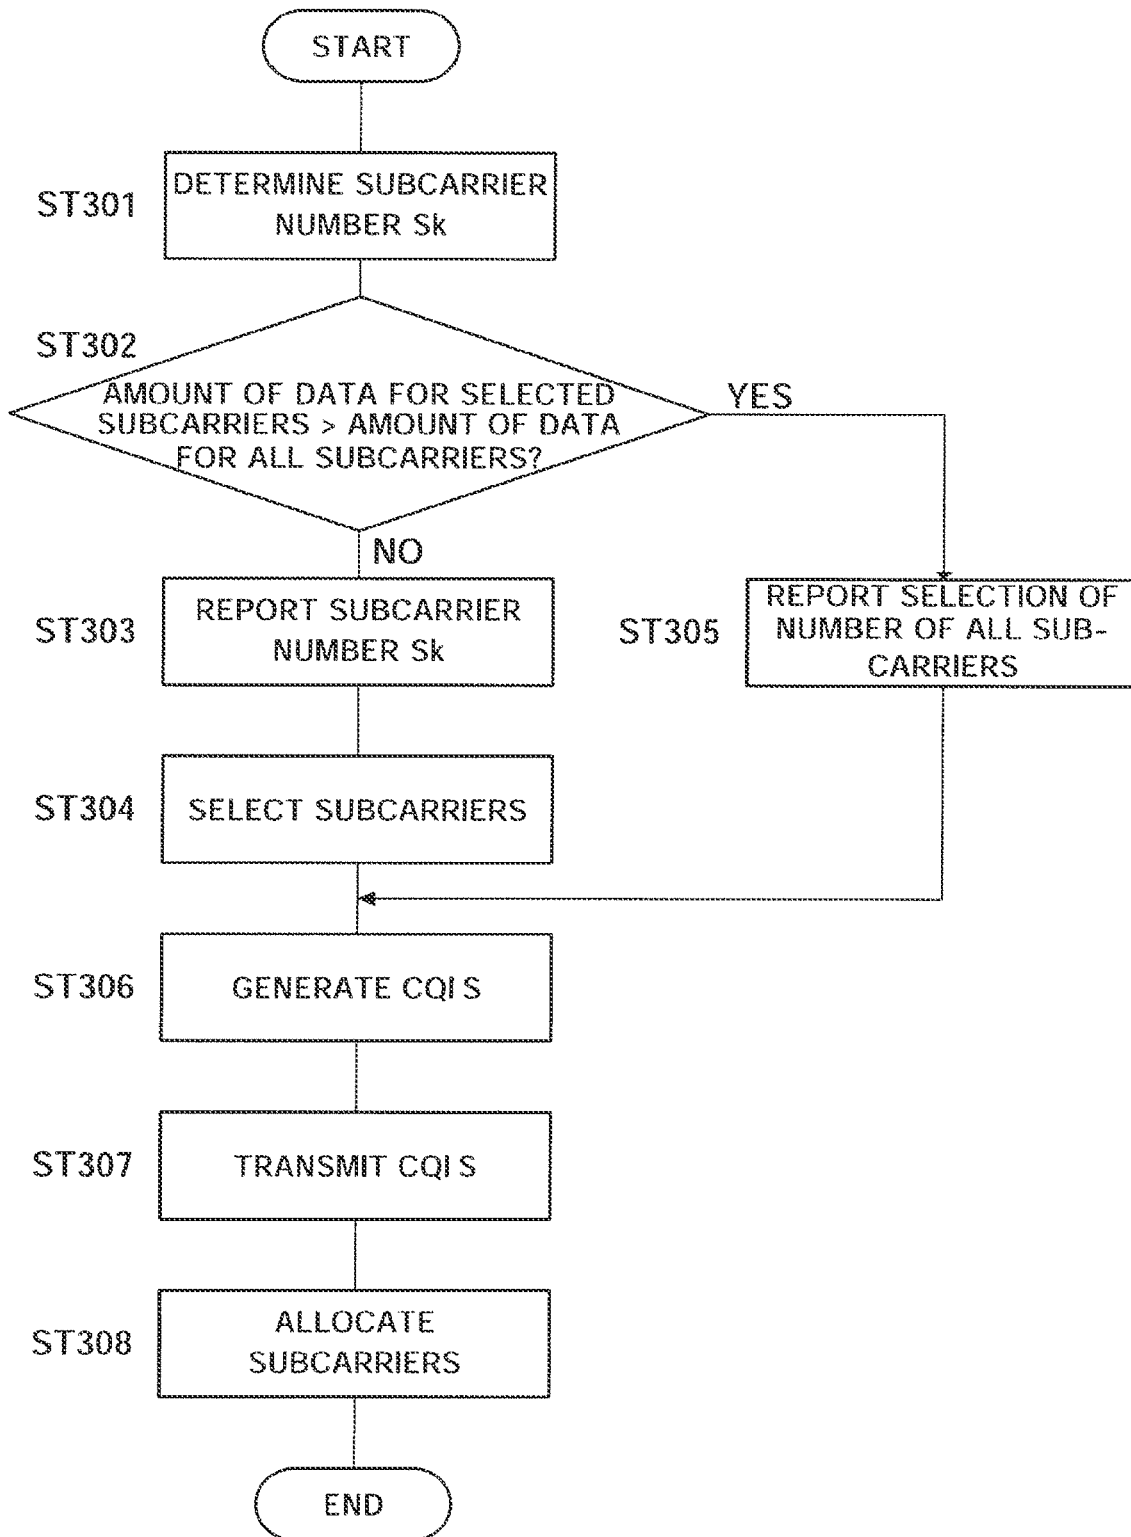 START
ST301
DETERMINE SUBCARRIER
NUMBER Sk
ST302
AMOUNT OF DATA FOR SELECTED
SUBCARRIERS > AMOUNT OF DATA
FOR ALL SUBCARRIERS?
YES
NO
ST303
REPORT SUBCARRIER
NUMBER Sk
ST305
REPORT SELECTION OF
NUMBER OF ALL SUB-
CARRIERS
ST304
SELECT SUBCARRIERS
ST306
GENERATE CQI S
ST307
TRANSMIT CQI S
ST308
ALLOCATE
SUBCARRIERS
END